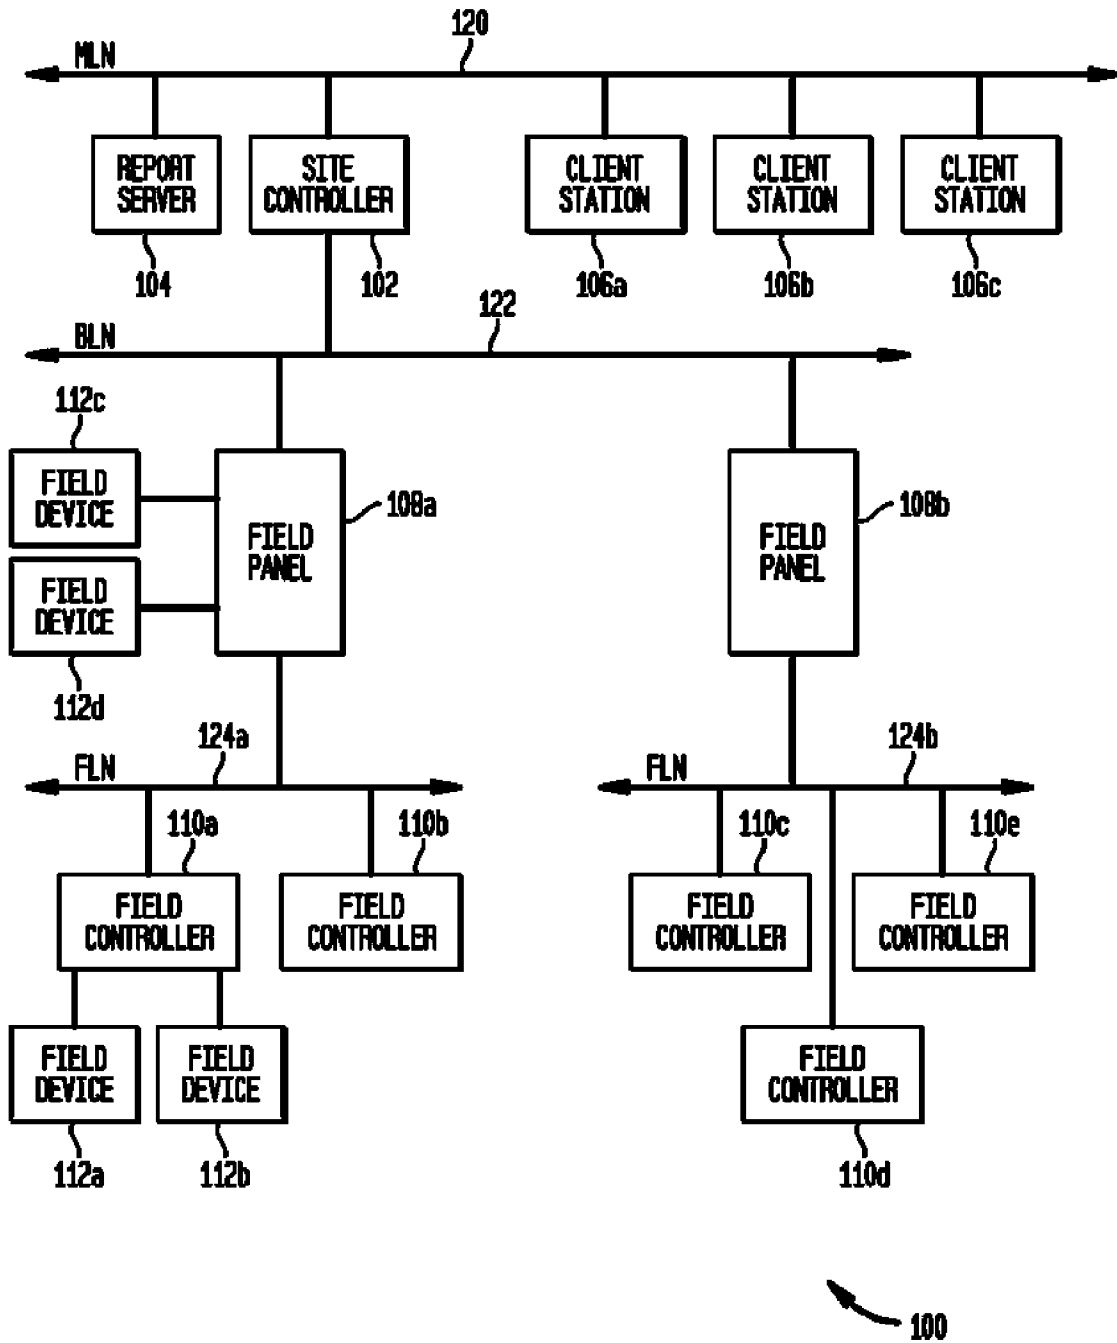 120
MLN
REPORT
SERVER
SITE
CONTROLLER
CLIENT
STATION
CLIENT
STATION
CLIENT
STATION
104
102
106a
106b
106c
122
BLN
112c
FIELD
DEVICE
108a
108b
FIELD
PANEL
FIELD
PANEL
FIELD
DEVICE
112d
124a
124b
FLN
FLN
110a
110b
110c
110e
FIELD
CONTROLLER
FIELD
CONTROLLER
FIELD
CONTROLLER
FIELD
CONTROLLER
FIELD
DEVICE
FIELD
DEVICE
FIELD
CONTROLLER
112a
112b
110d
100